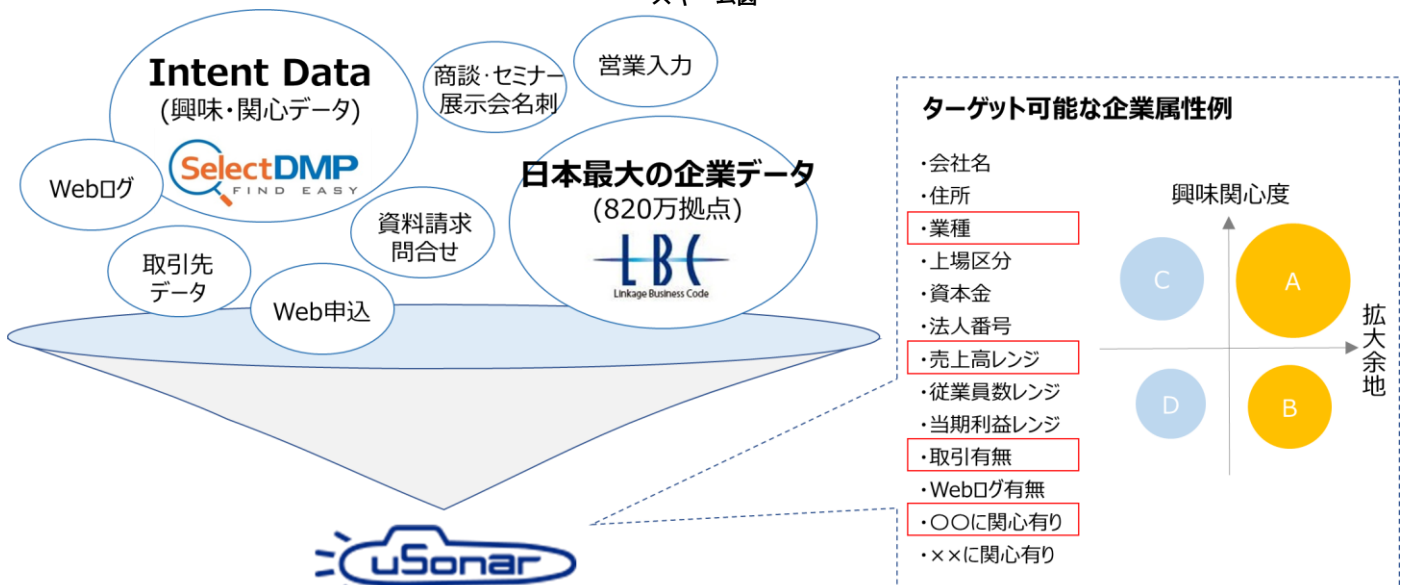 Intent Data
(興味・関心データ)
SelectDMP
FIND EASY
商談・セミナー
展示会名刺
営業入力
Webログ
資料請求
問合せ
日本最大の企業データ
(820万拠点)
LBC
Linkage Business Code
取引先
データ
Web申込
uSonar
ターゲット可能な企業属性例
・会社名
・住所
・業種
・上場区分
・資本金
・法人番号
・売上高レンジ
・従業員数レンジ
・当期利益レンジ
・取引有無
・Webログ有無
・〇〇に関心有り
・××に関心有り
興味関心度
C
A
拡大余地
D
B